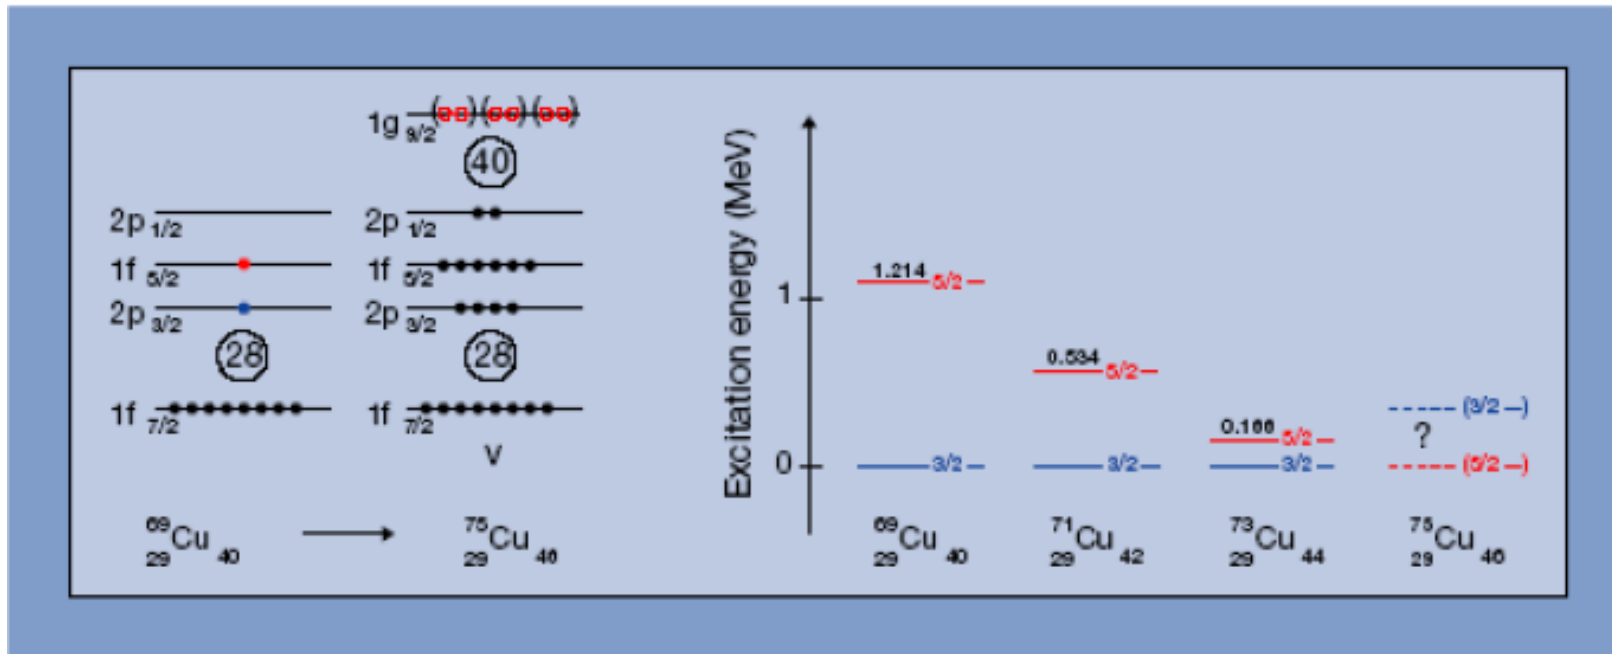 1g 9/2 ( ) ( ) ( )
40
2p 1/2
2p 1/2
1f 5/2
1f 5/2
2p 3/2
2p 3/2
28
28
1f 7/2
1f 7/2
ν
69 Cu 29 40
75 Cu 29 46
Excitation energy (MeV)
1
0
1.214 5/2 –
3/2 –
0.534 5/2 –
3/2 –
0.166 5/2 –
3/2 –
(3/2 –)
?
(5/2 –)
69 Cu 29 40
71 Cu 29 42
73 Cu 29 44
75 Cu 29 46